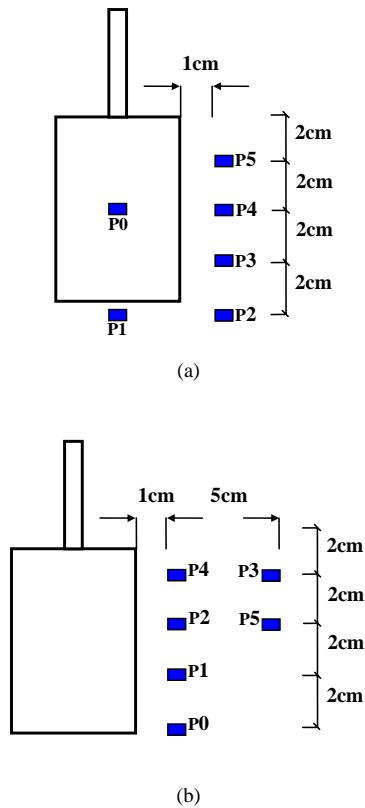 1cm
2cm
P5
2cm
P0
P4
2cm
P3
2cm
P1
P2
(a)
1cm 5cm
2cm
P4 P3
2cm
P2 P5
2cm
P1
2cm
P0
(b)